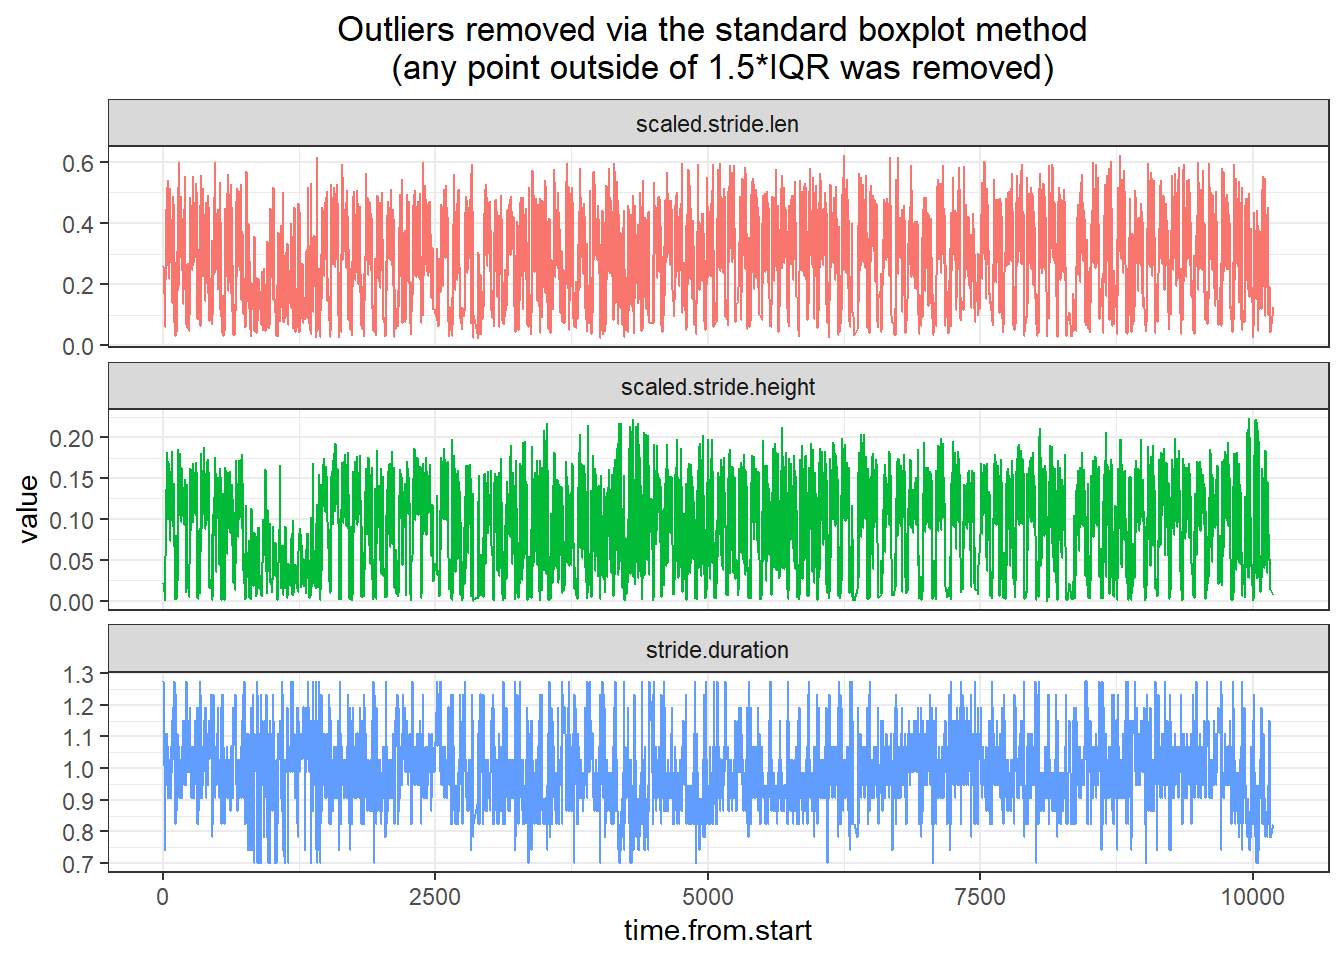 Outliers removed via the standard boxplot method
(any point outside of 1.5*IQR was removed)
scaled.stride.len
0.6
0.4
0.2
0.0
scaled.stride.height
0.20
0.15
0.10
0.05
0.00
value
stride.duration
1.3
1.2
1.1
1.0
0.9
0.8
0.7
0 2500 5000 7500 10000
time.from.start